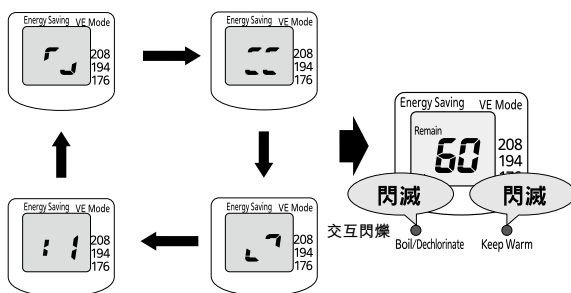 Energy Saving VE Mode
208
194
176
Energy Saving VE Mode
208
194
176
Energy Saving VE Mode
Remain
60
208
194
閃滅
閃滅
交互閃爍
Boil/Dechlorinate
Keep Warm
Energy Saving VE Mode
208
194
176
Energy Saving VE Mode
208
194
176